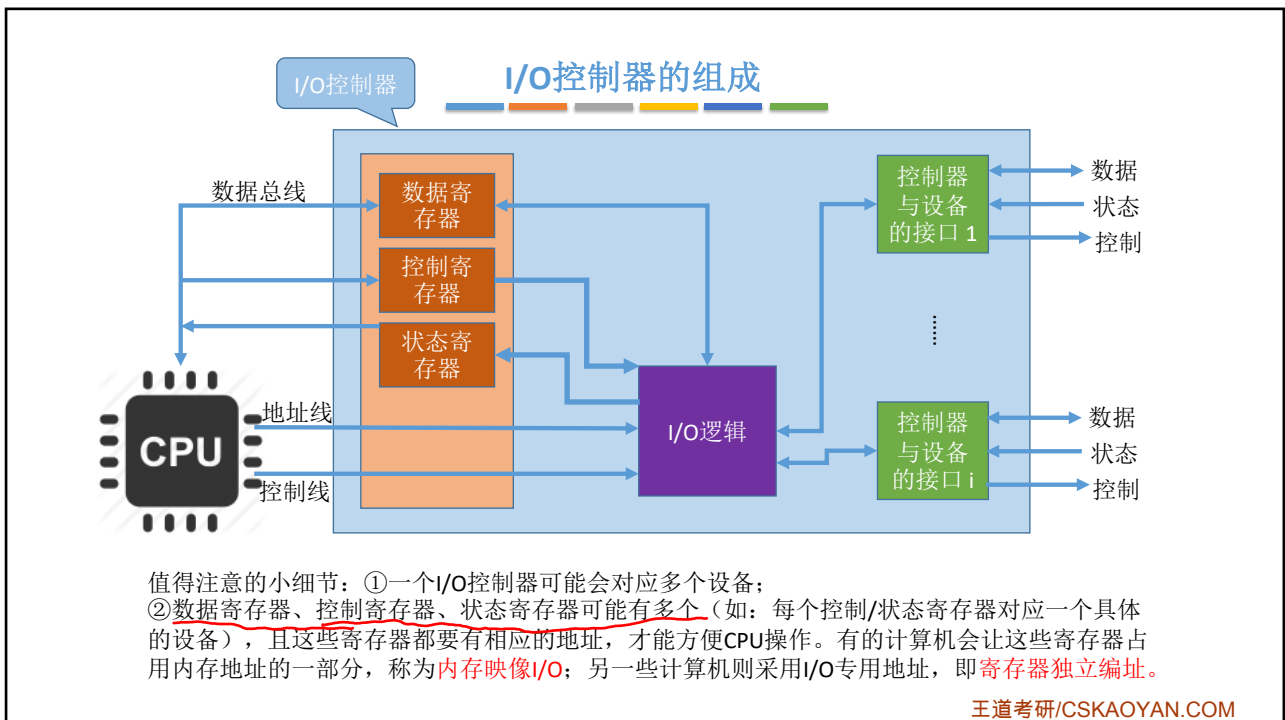 I/O控制器的组成
I/O控制器
数据总线
数据寄
存器
控制寄
存器
状态寄
存器
CPU
地址线
控制线
I/O逻辑
控制器
与设备
的接口 1
数据
状态
控制
......
控制器
与设备
的接口 i
数据
状态
控制
值得注意的小细节：①一个I/O控制器可能会对应多个设备；
②数据寄存器、控制寄存器、状态寄存器可能有多个（如：每个控制/状态寄存器对应一个具体
的设备），且这些寄存器都要有相应的地址，才能方便CPU操作。有的计算机会让这些寄存器占
用内存地址的一部分，称为内存映像I/O；另一些计算机则采用I/O专用地址，即寄存器独立编址。
王道考研/CSKAOYAN.COM